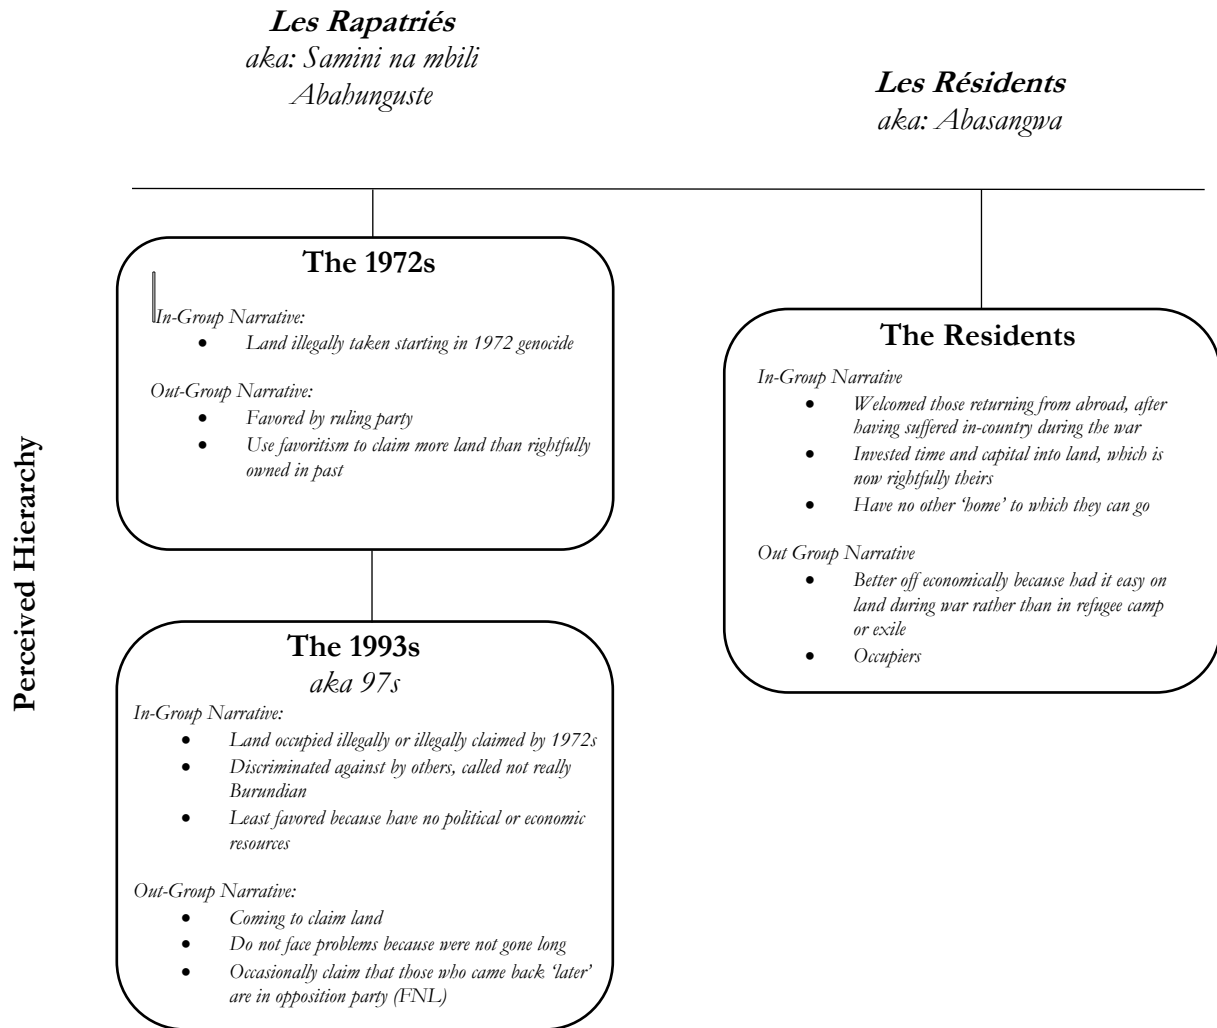 Les Rapatriés
aka: Samini na mbili
Abahunguste
Les Résidents
aka: Abasangwa
Perceived Hierarchy
The 1972s
In-Group Narrative:
• Land illegally taken starting in 1972 genocide
Out-Group Narrative:
• Favored by ruling party
• Use favoritism to claim more land than rightfully
owned in past
The 1993s
aka 97s
In-Group Narrative:
• Land occupied illegally or illegally claimed by 1972s
• Discriminated against by others, called not really
Burundian
• Least favored because have no political or economic
resources
Out-Group Narrative:
• Coming to claim land
• Do not face problems because were not gone long
• Occasionally claim that those who came back ‘later’
are in opposition party (FNL)
The Residents
In-Group Narrative
• Welcomed those returning from abroad, after
having suffered in-country during the war
• Invested time and capital into land, which is
now rightfully theirs
• Have no other ‘home’ to which they can go
Out Group Narrative
• Better off economically because had it easy on
land during war rather than in refugee camp
or exile
• Occupiers